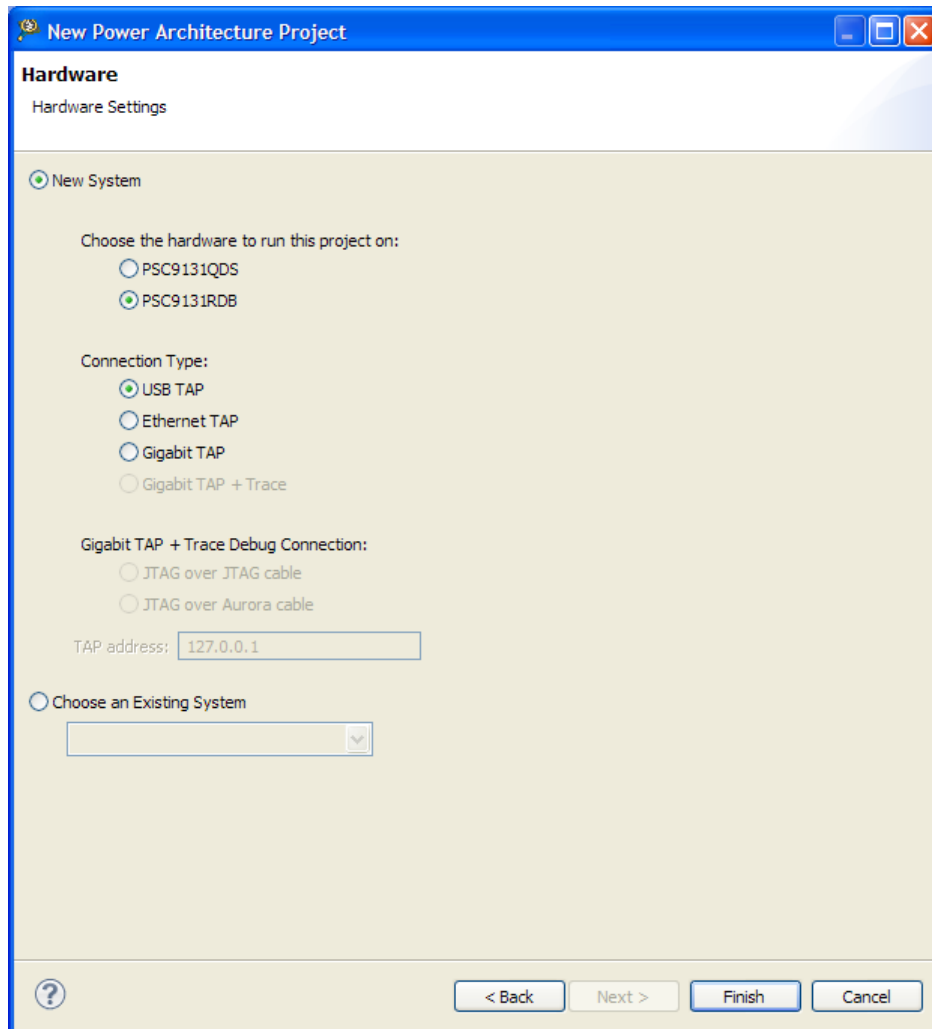 New Power Architecture Project
Hardware
Hardware Settings
New System
Choose the hardware to run this project on:
PSC9131QDS
PSC9131RDB
Connection Type:
USB TAP
Ethernet TAP
Gigabit TAP
Gigabit TAP + Trace
Gigabit TAP + Trace Debug Connection:
JTAG over JTAG cable
JTAG over Aurora cable
TAP address: 127.0.0.1
Choose an Existing System
? < Back Next > Finish Cancel